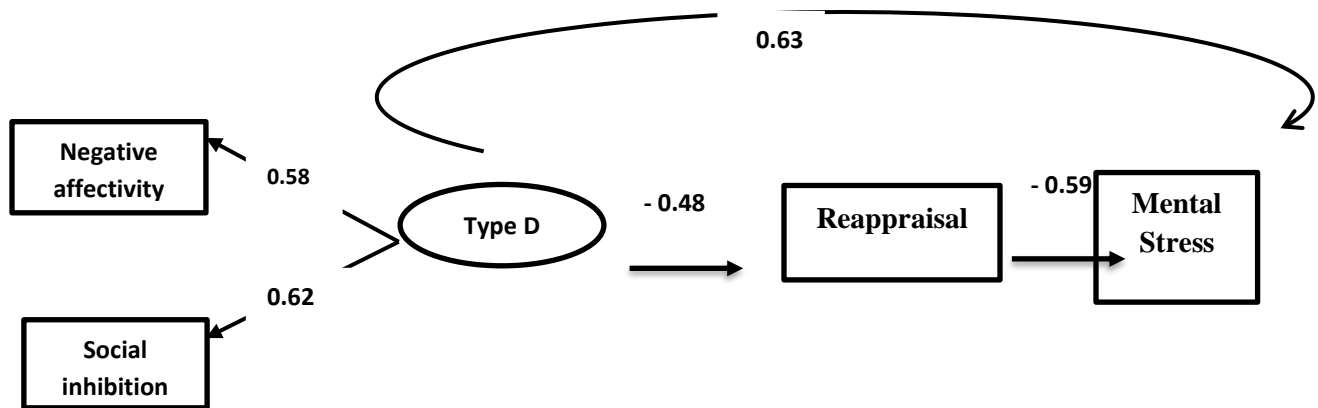 0.63
Negative
affectivity
0.58
Type D
- 0.48
Reappraisal
- 0.59
Mental
Stress
0.62
Social
inhibition